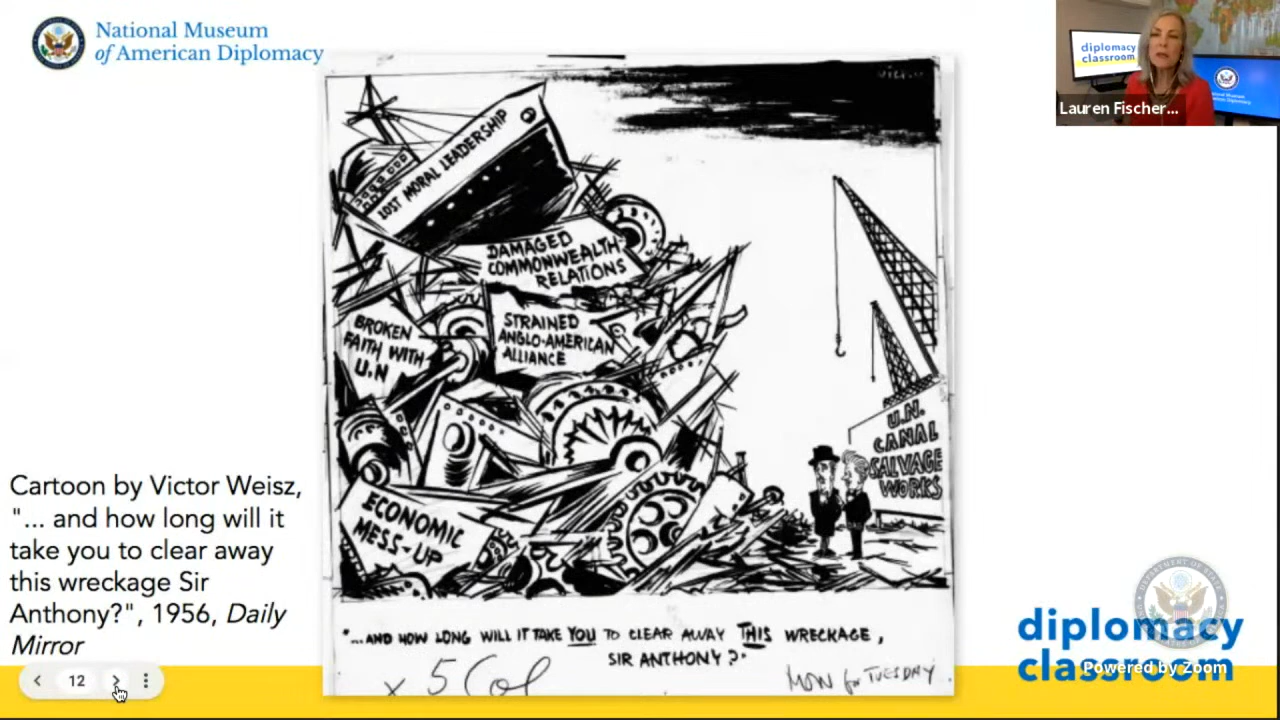 National Museum
of American Diplomacy
diplomacy
classroom
Lauren Fischer...
LOST MORAL LEADERSHIP
DAMAGED
COMMONWEALTH
RELATIONS
BROKEN
FAITH WITH
U.N
STRAINED
ANGLO-AMERICAN
ALLIANCE
ECONOMIC
MESS-UP
U.N.
CANAL
SALVAGE
WORKS
"...AND HOW LONG WILL IT TAKE YOU TO CLEAR AWAY THIS WRECKAGE,
SIR ANTHONY?"
x 5 Col
MON for TUESDAY
Cartoon by Victor Weisz,
"... and how long will it
take you to clear away
this wreckage Sir
Anthony?", 1956, Daily
Mirror
12
diplomacy
classroom
Powered by Zoom